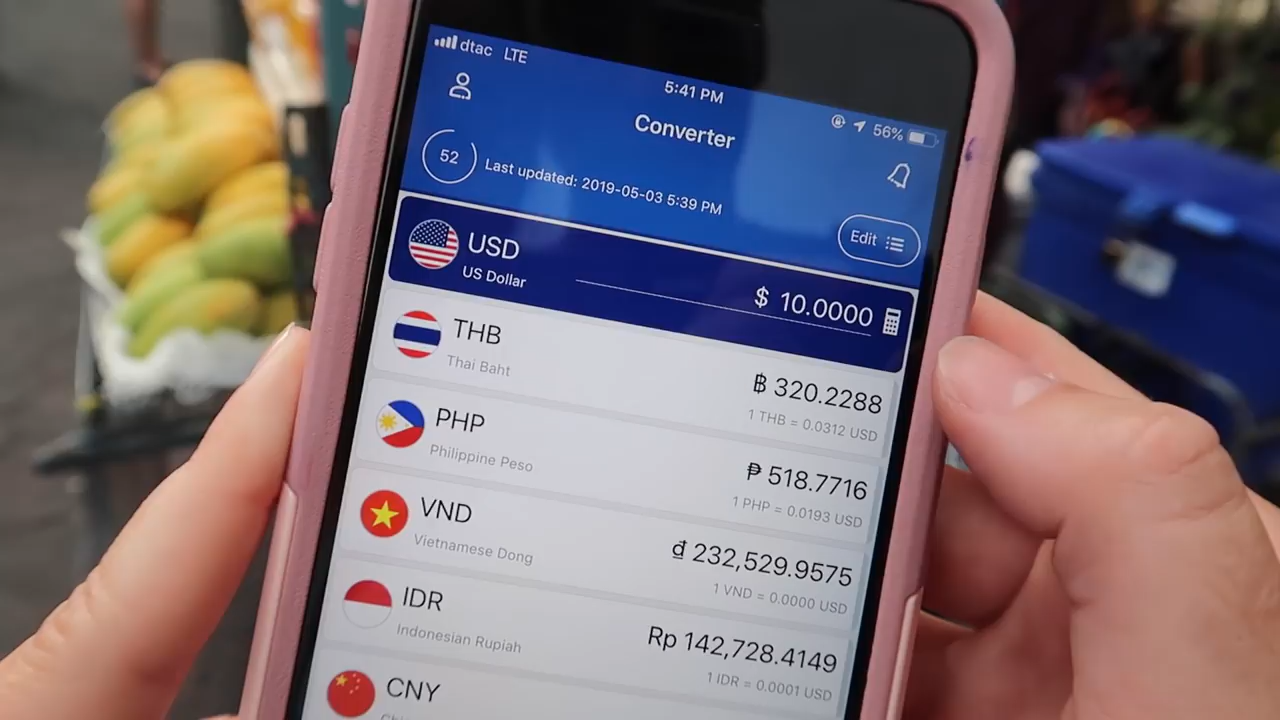 dtac LTE
5:41 PM
56%
Converter
52
Last updated: 2019-05-03 5:39 PM
Edit
USD
US Dollar
$ 10.0000
THB
Thai Baht
฿ 320.2288
1 THB = 0.0312 USD
PHP
Philippine Peso
₱ 518.7716
1 PHP = 0.0193 USD
VND
Vietnamese Dong
₫ 232,529.9575
1 VND = 0.0000 USD
IDR
Indonesian Rupiah
Rp 142,728.4149
1 IDR = 0.0001 USD
CNY